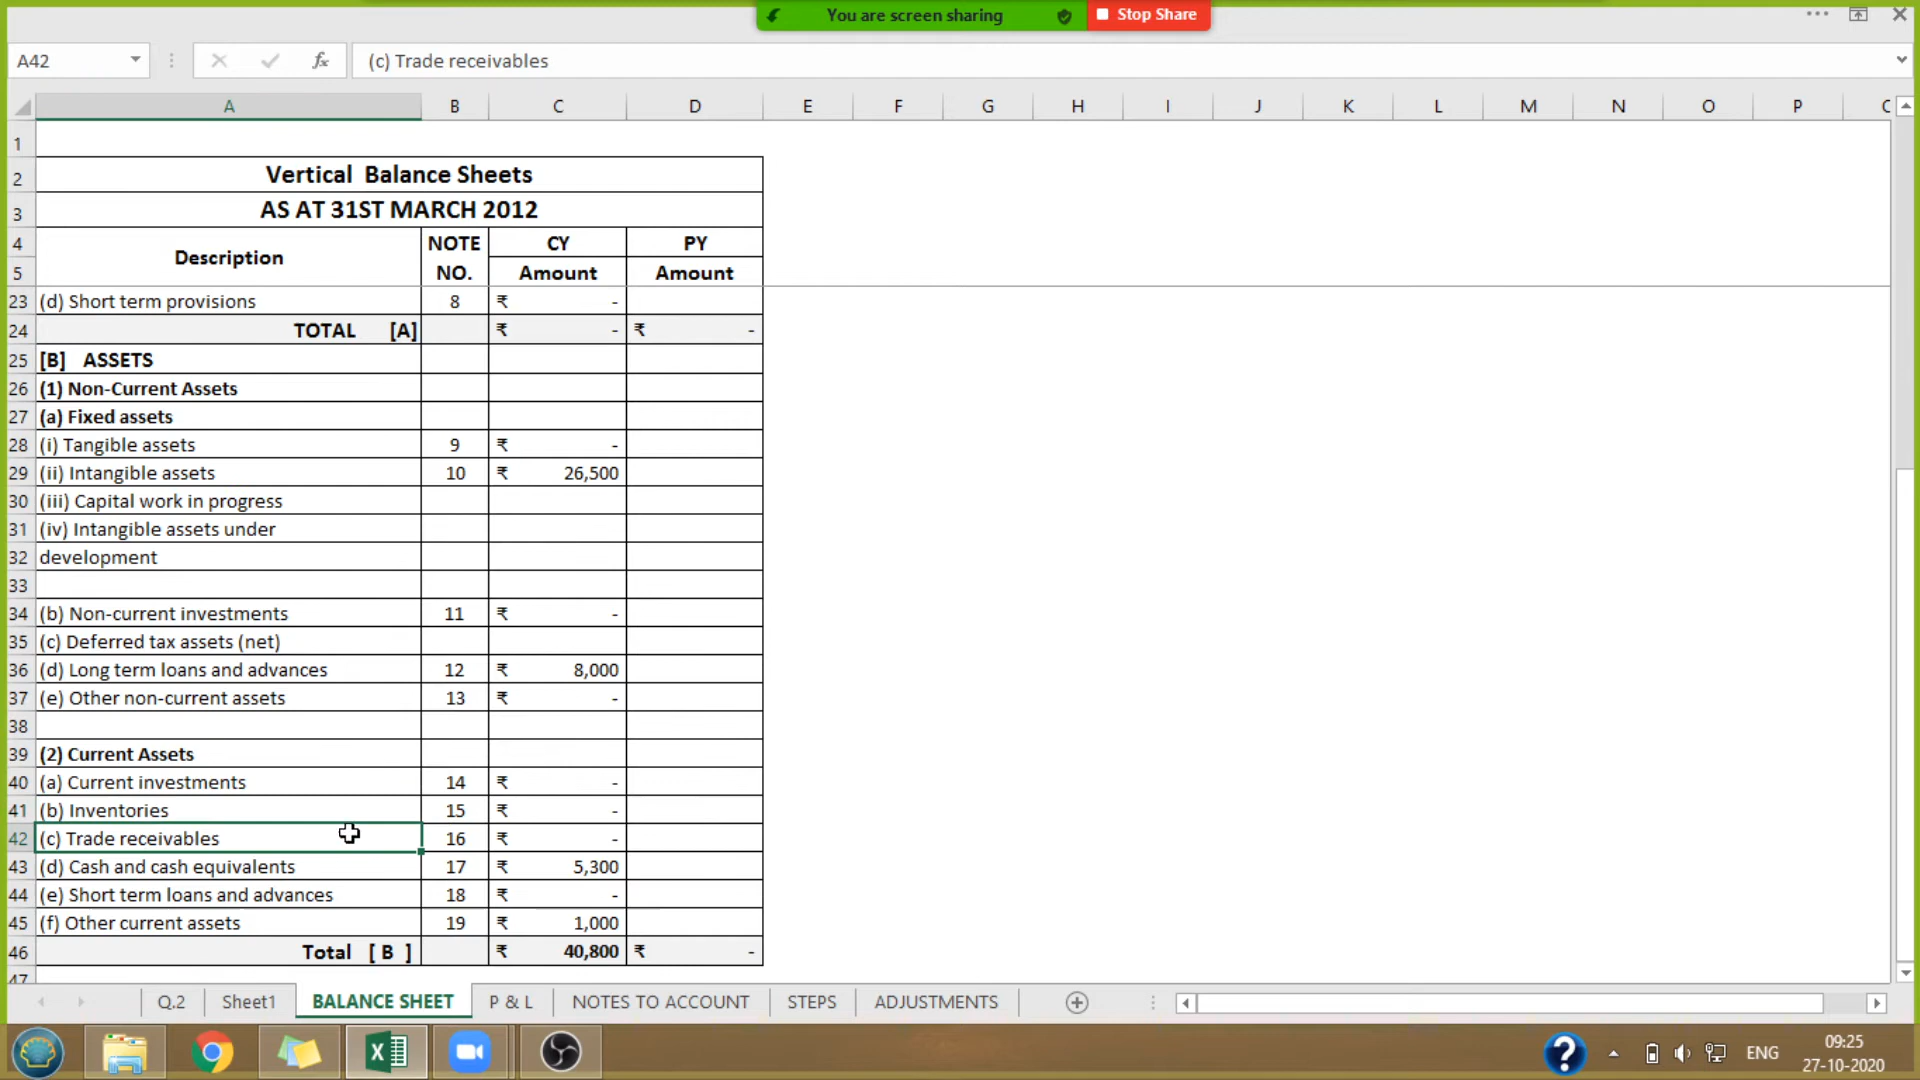 You are screen sharing Stop Share
A42 fx (c) Trade receivables
A B C D E F G H I J K L M N O P
1
2 Vertical Balance Sheets
3 AS AT 31ST MARCH 2012
4 Description NOTE CY PY
5 NO. Amount Amount
23 (d) Short term provisions 8 ₹ -
24 TOTAL [A] ₹ - ₹ -
25 [B] ASSETS
26 (1) Non-Current Assets
27 (a) Fixed assets
28 (i) Tangible assets 9 ₹ -
29 (ii) Intangible assets 10 ₹ 26,500
30 (iii) Capital work in progress
31 (iv) Intangible assets under
32 development
33
34 (b) Non-current investments 11 ₹ -
35 (c) Deferred tax assets (net)
36 (d) Long term loans and advances 12 ₹ 8,000
37 (e) Other non-current assets 13 ₹ -
38
39 (2) Current Assets
40 (a) Current investments 14 ₹ -
41 (b) Inventories 15 ₹ -
42 (c) Trade receivables 16 ₹ -
43 (d) Cash and cash equivalents 17 ₹ 5,300
44 (e) Short term loans and advances 18 ₹ -
45 (f) Other current assets 19 ₹ 1,000
46 Total [ B ] ₹ 40,800 ₹ -
47
Q.2 Sheet1 BALANCE SHEET P & L NOTES TO ACCOUNT STEPS ADJUSTMENTS
ENG 09:25
27-10-2020